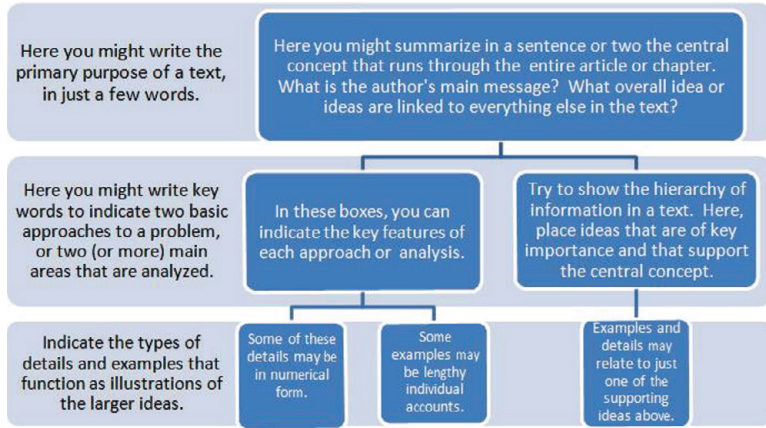 Here you might write the
primary purpose of a text,
in just a few words.
Here you might summarize in a sentence or two the central
concept that runs through the entire article or chapter.
What is the author's main message? What overall idea or
ideas are linked to everything else in the text?
Here you might write key
words to indicate two basic
approaches to a problem,
or two (or more) main
areas that are analyzed.
In these boxes, you can
indicate the key features of
each approach or analysis.
Try to show the hierarchy of
information in a text. Here,
place ideas that are of key
importance and that support
the central concept.
Indicate the types of
details and examples that
function as illustrations of
the larger ideas.
Some of these
details may be
in numerical
form.
Some
examples may
be lengthy
individual
accounts.
Examples and
details may
relate to just
one of the
supporting
ideas above.